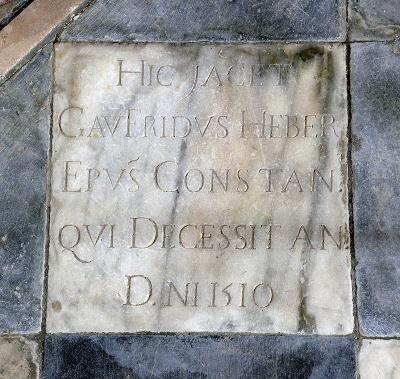 HIC JACET
GAVFRIDVS HEBER
EPVS̃ CONSTAN.
QVI DECESSIT AN
D. NI 1510